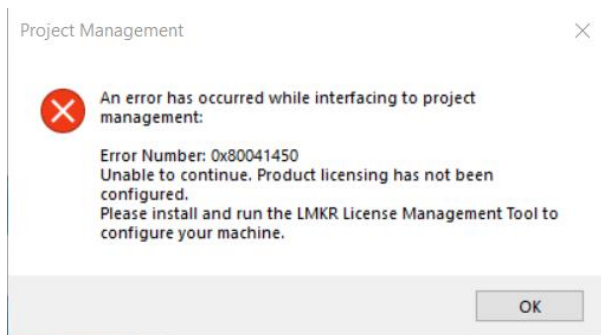 Project Management
An error has occurred while interfacing to project
management:
Error Number: 0x80041450
Unable to continue. Product licensing has not been
configured.
Please install and run the LMKR License Management Tool to
configure your machine.
OK